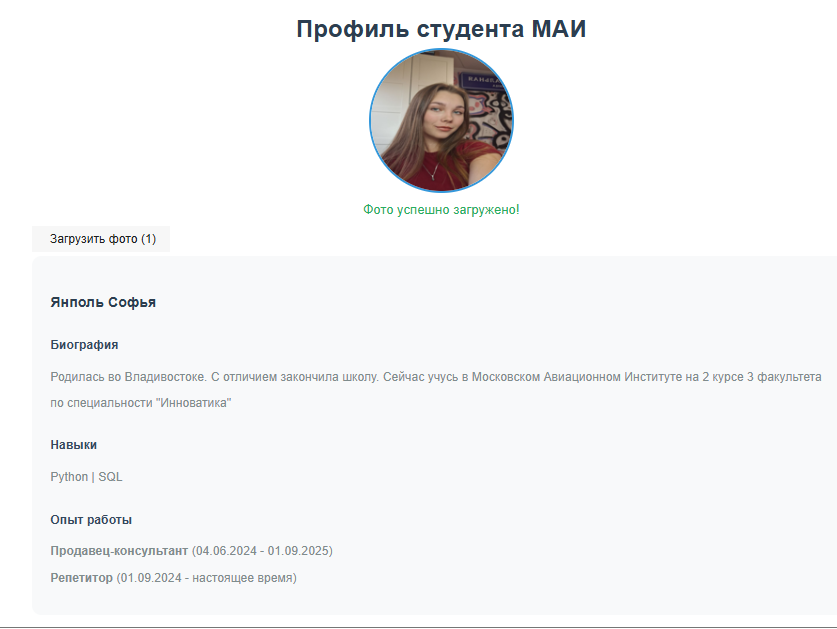 Профиль студента МАИ
Фото успешно загружено!
Загрузить фото (1)
Янполь Софья
Биография
Родилась во Владивостоке. С отличием закончила школу. Сейчас учусь в Московском Авиационном Институте на 2 курсе 3 факультета
по специальности "Инноватика"
Навыки
Python | SQL
Опыт работы
Продавец-консультант (04.06.2024 - 01.09.2025)
Репетитор (01.09.2024 - настоящее время)